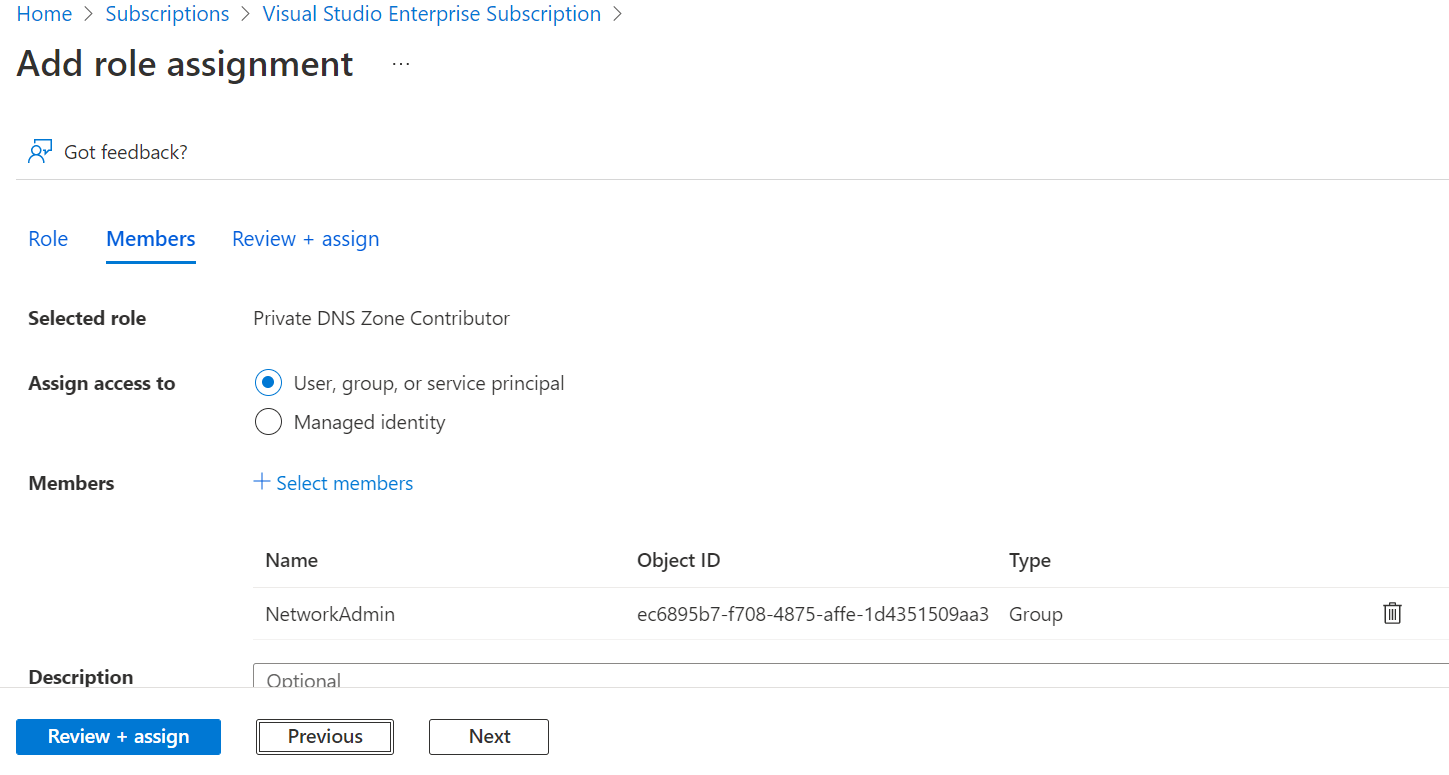 Home > Subscriptions > Visual Studio Enterprise Subscription >
Add role assignment ...
Got feedback?
Role Members Review + assign
Selected role Private DNS Zone Contributor
Assign access to User, group, or service principal
Managed identity
Members + Select members
Name Object ID Type
NetworkAdmin ec6895b7-f708-4875-affe-1d4351509aa3 Group
Description Optional
Review + assign Previous Next